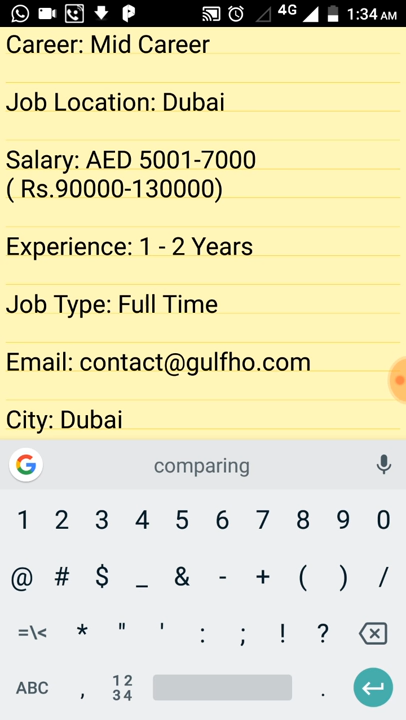 4G 1:34 AM
Career: Mid Career
Job Location: Dubai
Salary: AED 5001-7000
( Rs.90000-130000)
Experience: 1 - 2 Years
Job Type: Full Time
Email: contact@gulfho.com
City: Dubai
G comparing
1 2 3 4 5 6 7 8 9 0
@ # $ _ & - + ( ) /
=\< * " ' : ; ! ?
ABC , 12 .
34